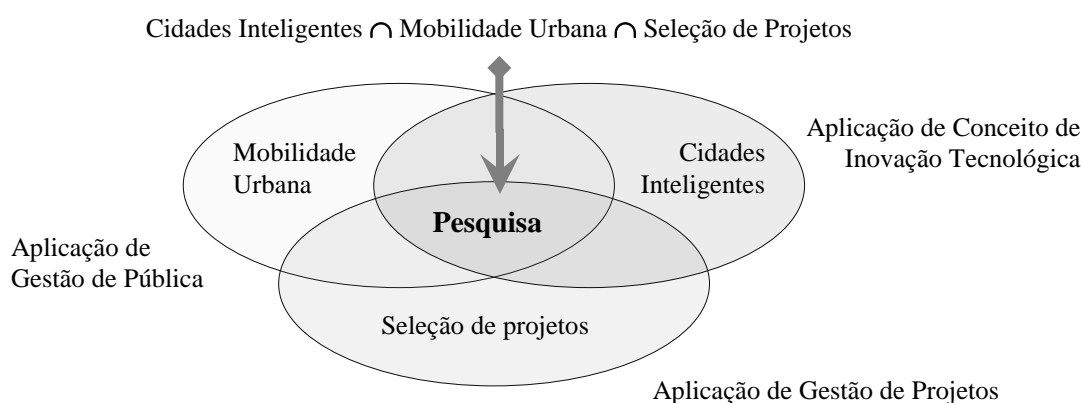 Cidades Inteligentes ∩ Mobilidade Urbana ∩ Seleção de Projetos
Mobilidade
Urbana
Cidades
Inteligentes
Aplicação de Conceito de
Inovação Tecnológica
Pesquisa
Aplicação de
Gestão de Pública
Seleção de projetos
Aplicação de Gestão de Projetos